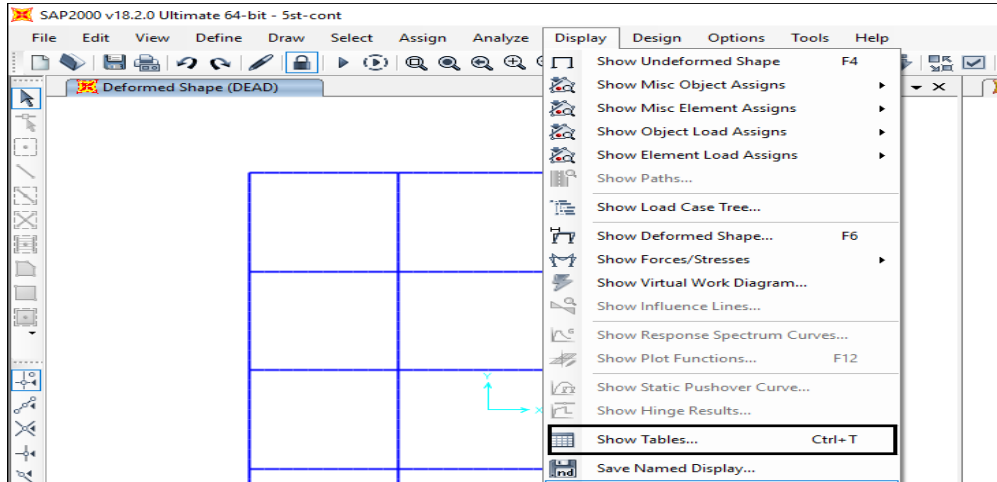 SAP2000 v18.2.0 Ultimate 64-bit - 5st-cont
File Edit View Define Draw Select Assign Analyze Display Design Options Tools Help
Deformed Shape (DEAD)
Show Undeformed Shape F4
Show Misc Object Assigns
Show Misc Element Assigns
Show Object Load Assigns
Show Element Load Assigns
Show Paths...
Show Load Case Tree...
Show Deformed Shape... F6
Show Forces/Stresses
Show Virtual Work Diagram...
Show Influence Lines...
Show Response Spectrum Curves...
Show Plot Functions... F12
Show Static Pushover Curve...
Show Hinge Results...
Show Tables... Ctrl+T
nd Save Named Display...
Y
X